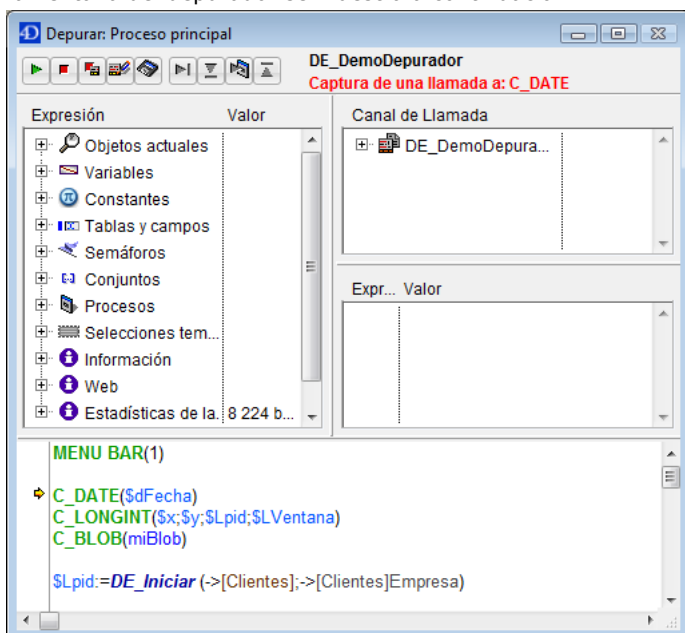 Depurar: Proceso principal
DE_DemoDepurador
Captura de una llamada a: C_DATE
Expresión Valor
Objetos actuales
Variables
Constantes
Tablas y campos
Semáforos
Conjuntos
Procesos
Selecciones tem...
Información
Web
Estadísticas de la. 8 224 b...
Canal de Llamada
DE_DemoDepura...
Expr... Valor
MENU BAR(1)
C_DATE($dFecha)
C_LONGINT($x;$y;$Lpid;$LVentana)
C_BLOB(miBlob)
$Lpid:=DE_Iniciar (->[Clientes];->[Clientes]Empresa)